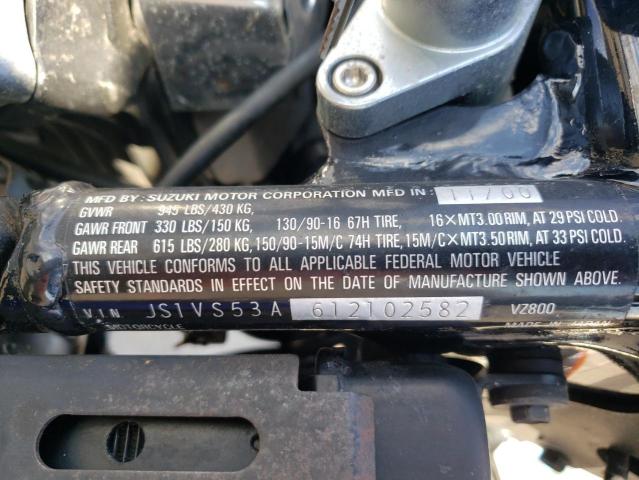 MFD BY: SUZUKI MOTOR CORPORATION MFD IN: 11/00
GVWR 945 LBS/430 KG,
GAWR FRONT 330 LBS/150 KG, 130/90-16 67H TIRE, 16×MT3.00 RIM, AT 29 PSI COLD.
GAWR REAR 615 LBS/280 KG, 150/90-15M/C 74H TIRE, 15M/C×MT3.50 RIM, AT 33 PSI COLD.
THIS VEHICLE CONFORMS TO ALL APPLICABLE FEDERAL MOTOR VEHICLE
SAFETY STANDARDS IN EFFECT ON THE DATE OF MANUFACTURE SHOWN ABOVE.
V.I.N JS1VS53A 612102582 VZ800
MOTORCYCLE MADE IN